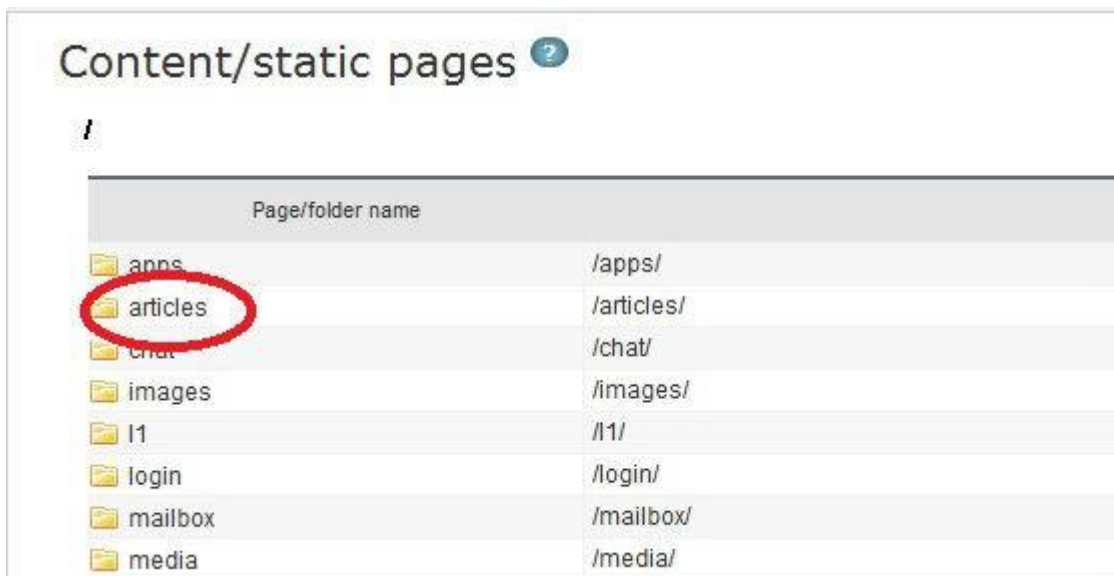 Content/static pages ?
/
Page/folder name
apps /apps/
articles /articles/
chat /chat/
images /images/
l1 /l1/
login /login/
mailbox /mailbox/
media /media/